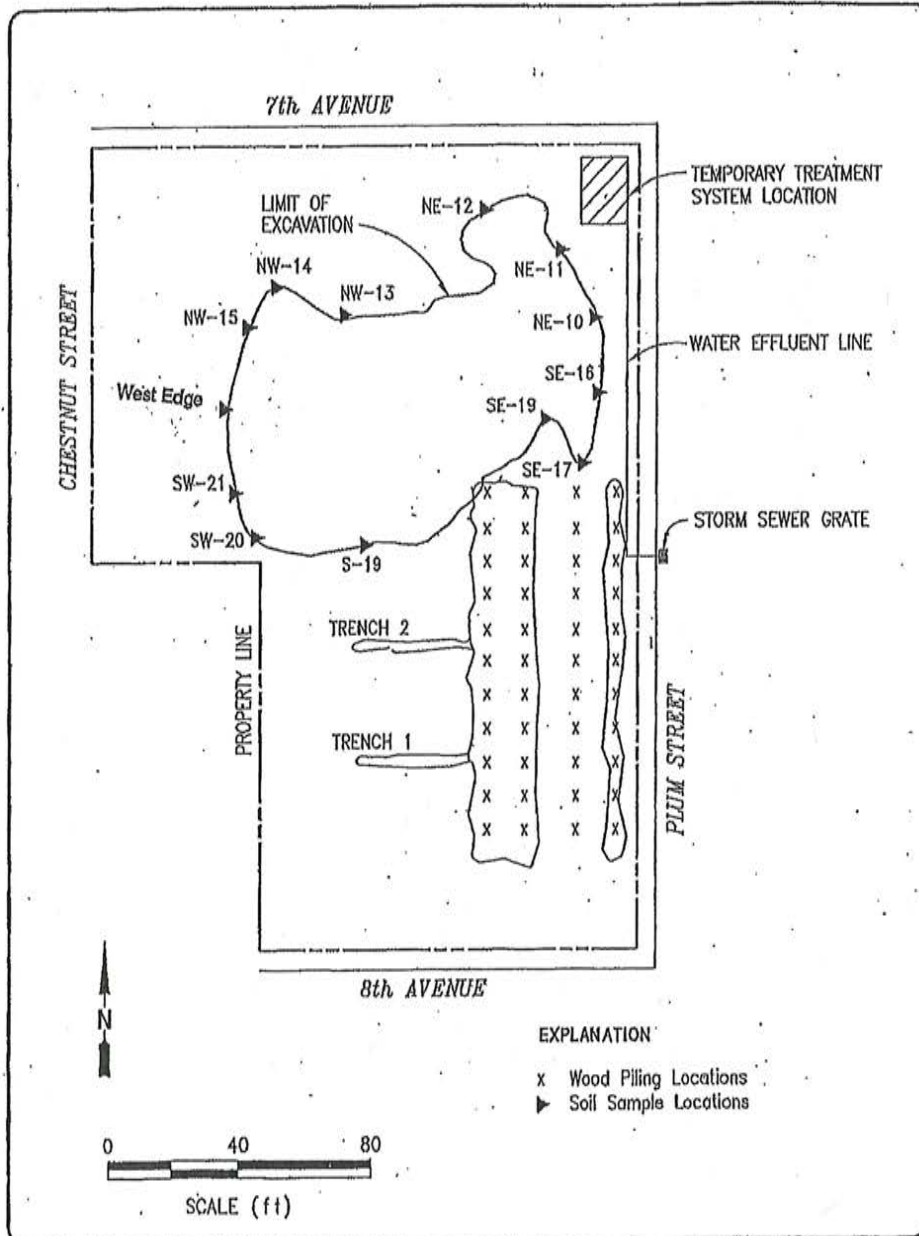 7th AVENUE
TEMPORARY TREATMENT
SYSTEM LOCATION
NE-12
LIMIT OF
EXCAVATION
NE-11
NW-14
NW-13
NE-10
NW-15
WATER EFFLUENT LINE
CHESTNUT STREET
SE-16
West Edge
SE-19
SE-17
SW-21
STORM SEWER GRATE
SW-20
S-19
TRENCH 2
PROPERTY LINE
TRENCH 1
PLUM STREET
8th AVENUE
N
EXPLANATION
x Wood Piling Locations
Soil Sample Locations
0 40 80
SCALE (ft)